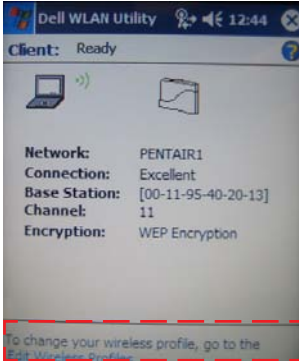 Dell WLAN Utility 12:44
Client: Ready
Network: PENTAIR1
Connection: Excellent
Base Station: [00-11-95-40-20-13]
Channel: 11
Encryption: WEP Encryption
To change your wireless profile, go to the
Edit Wireless Profiles